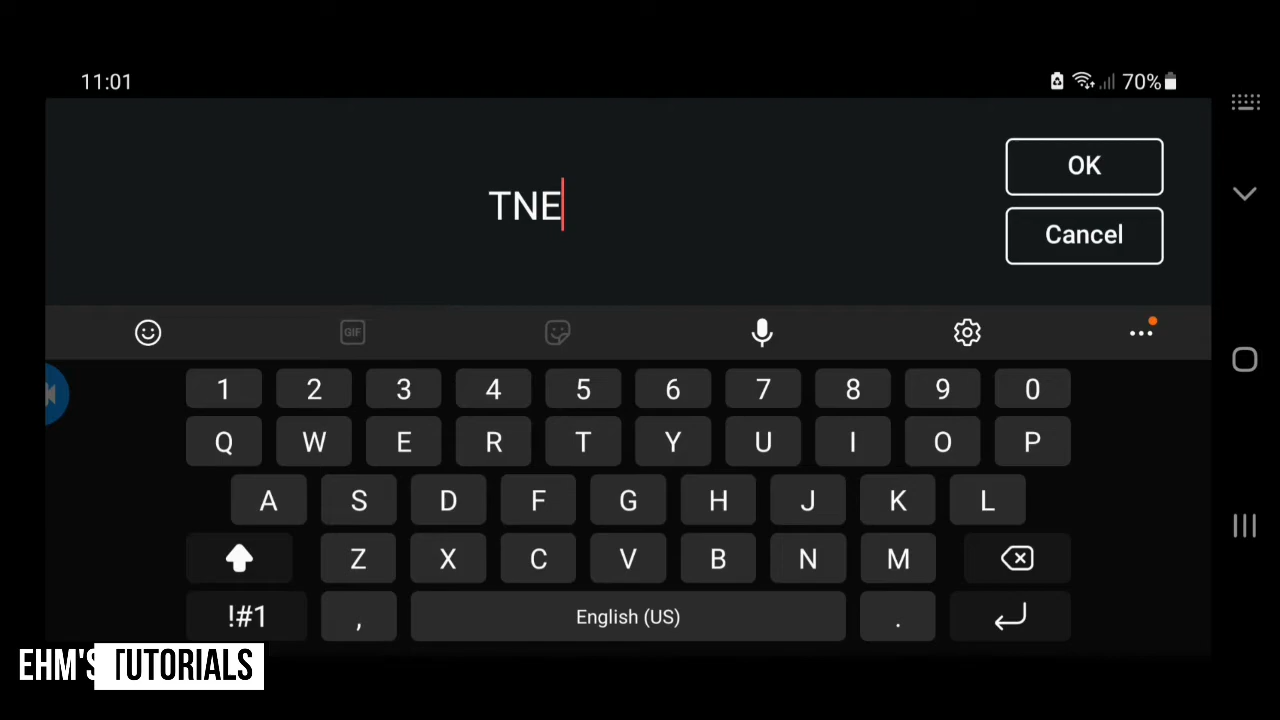 11:01 70%
TNE
OK
Cancel
GIF
1 2 3 4 5 6 7 8 9 0
Q W E R T Y U I O P
A S D F G H J K L
Z X C V B N M
!#1 , English (US) .
EHM'S TUTORIALS